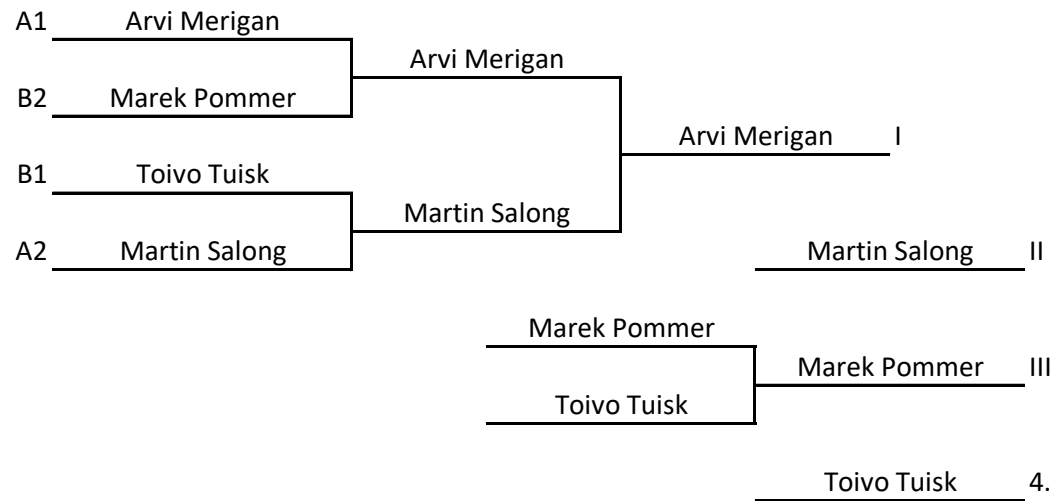 A1 Arvi Merigan
Arvi Merigan
B2 Marek Pommer
Arvi Merigan I
B1 Toivo Tuisk
Martin Salong
A2 Martin Salong
Martin Salong II
Marek Pommer
Marek Pommer III
Toivo Tuisk
Toivo Tuisk 4.